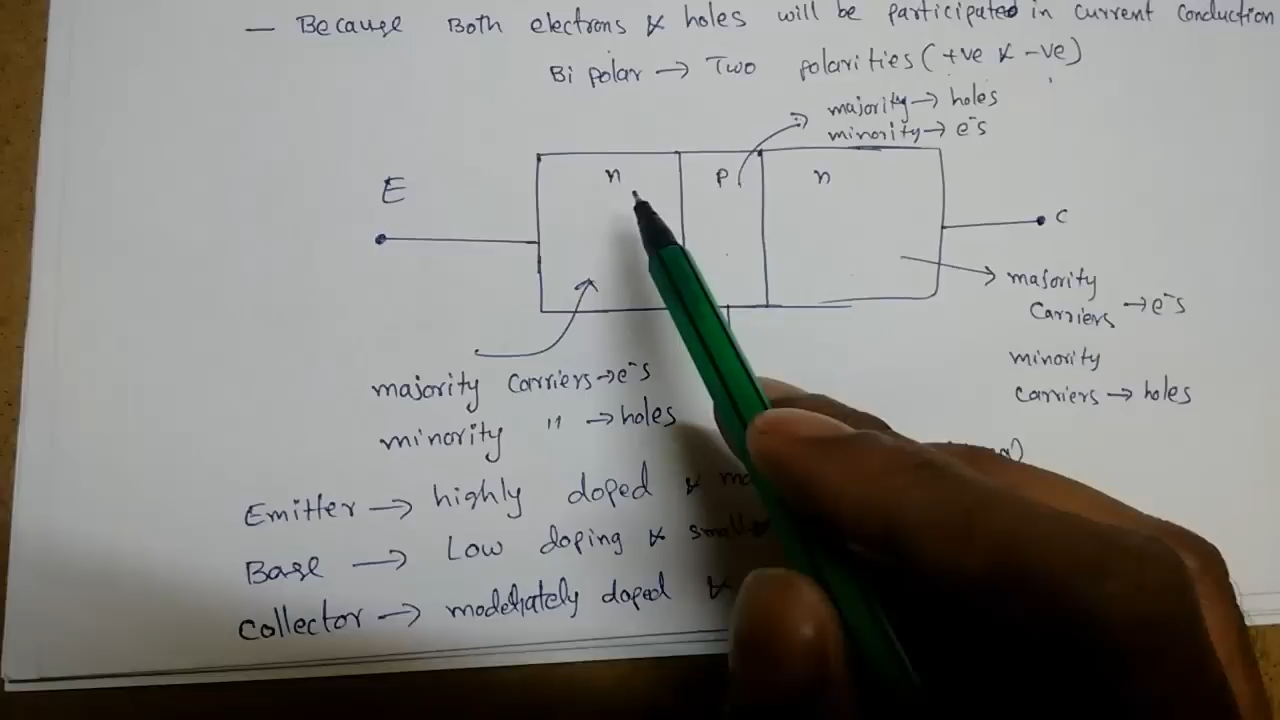 — Because Both electrons & holes will be participated in current conduction
Bi polar → Two polarities (+ve & -ve)
majority → holes
minority → e⁻s
E
n
p
n
C
majority
carriers → e⁻s
minority
carriers → holes
majority carriers → e⁻s
minority " → holes
Emitter → highly doped &
Base → Low doping &
Collector → moderately doped &